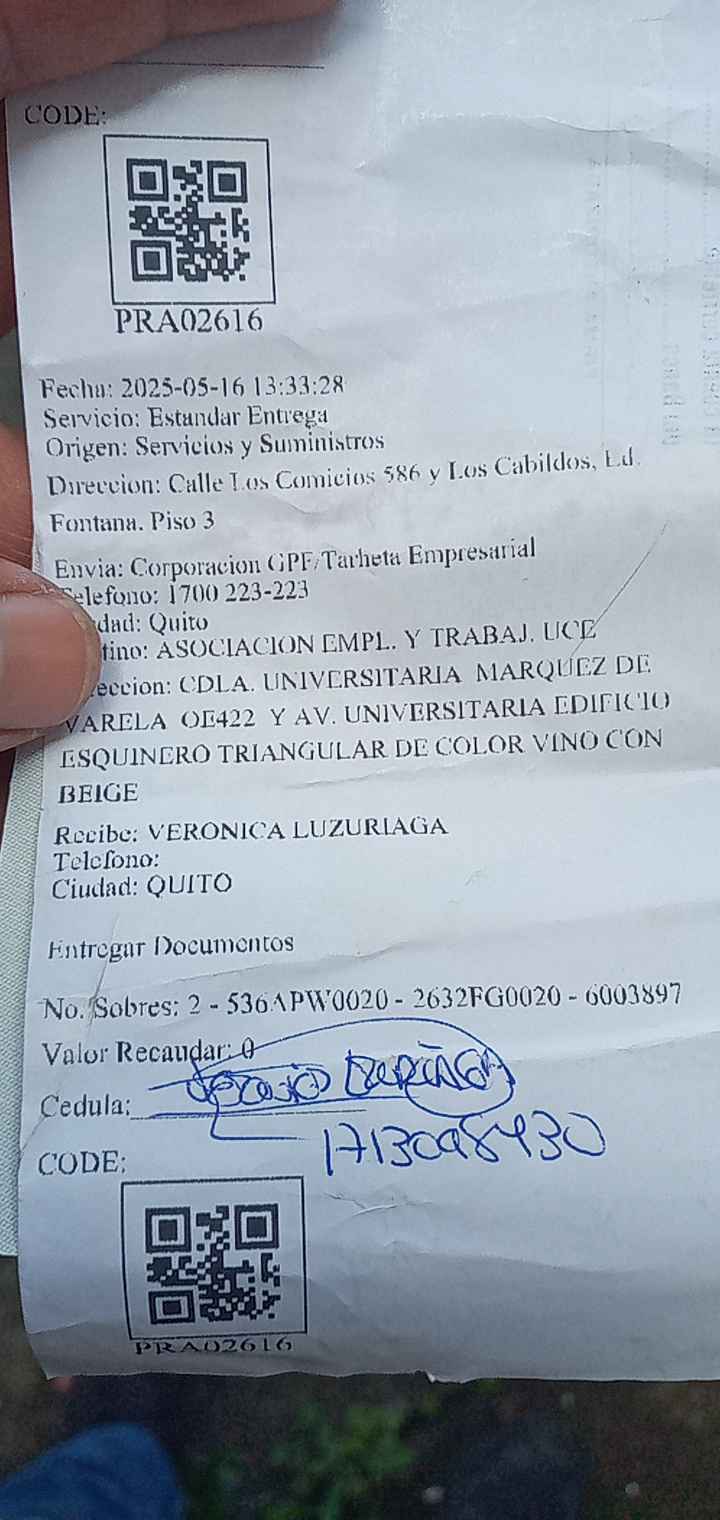 CODE:
PRA02616
Fecha: 2025-05-16 13:33:28
Servicio: Estandar Entrega
Origen: Servicios y Suministros
Direccion: Calle Los Comicios 586 y Los Cabildos, Ed.
Fontana. Piso 3
Envia: Corporacion GPF/Tarheta Empresarial
elefono: 1700 223-223
dad: Quito
tino: ASOCIACION EMPL. Y TRABAJ. UCE
eccion: CDLA. UNIVERSITARIA MARQUEZ DE
VARELA OE422 Y AV. UNIVERSITARIA EDIFICIO
ESQUINERO TRIANGULAR DE COLOR VINO CON
BEIGE
Recibe: VERONICA LUZURIAGA
Telefono:
Ciudad: QUITO
Entregar Documentos
No. Sobres: 2 - 536APW0020 - 2632FG0020 - 6003897
Valor Recaudar: 0
Cedula:
1713098430
CODE:
PRA02616